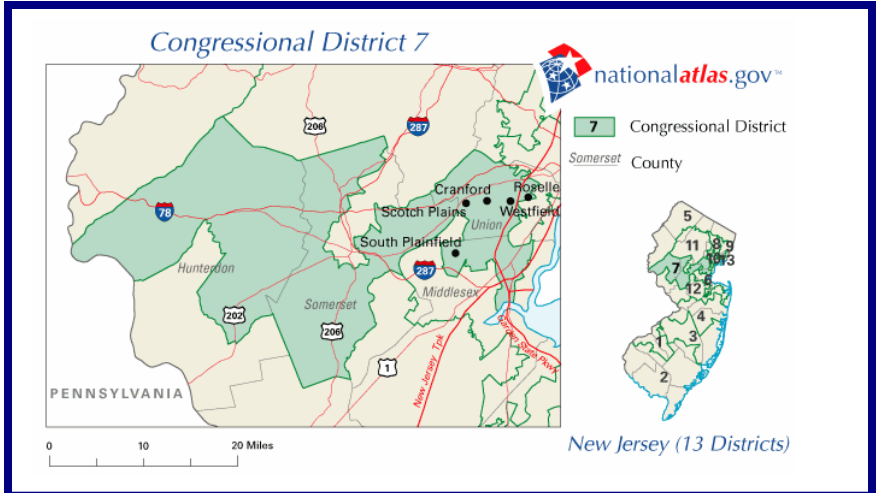 Congressional District 7
nationalatlas.gov™
7 Congressional District
Somerset County
206
287
78
Cranford
Roselle
Scotch Plains
Westfield
Union
South Plainfield
287
Hunterdon
Middlesex
Somerset
202
206
1
New Jersey Tpk
Garden State Pkwy
PENNSYLVANIA
0 10 20 Miles
5
11
8
9
10
13
7
6
12
4
3
1
2
New Jersey (13 Districts)